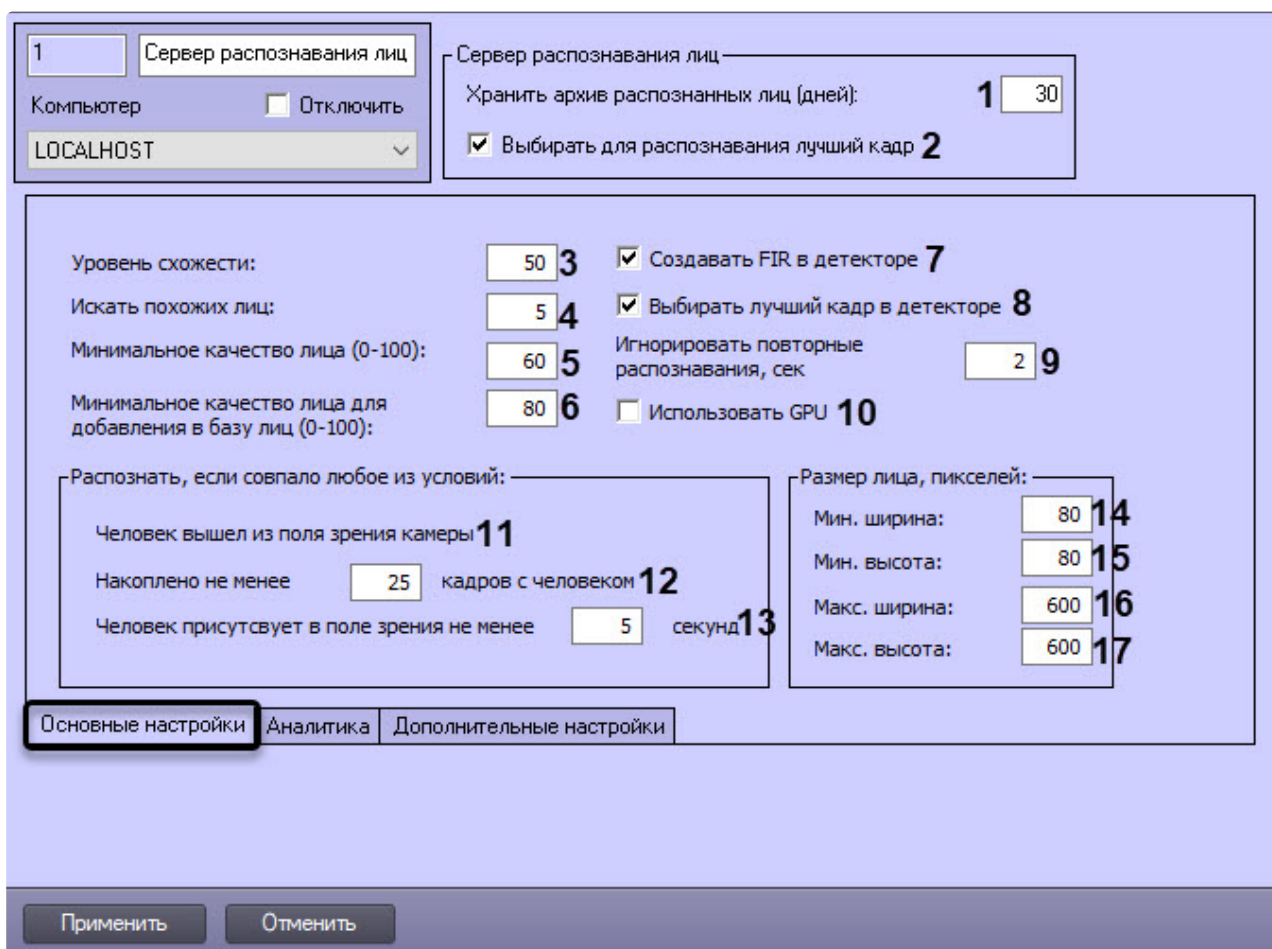 1 Сервер распознавания лиц
Компьютер Отключить
LOCALHOST
Сервер распознавания лиц
Хранить архив распознанных лиц (дней): 1 30
Выбирать для распознавания лучший кадр 2
Уровень схожести: 50 3
Искать похожих лиц: 5 4
Минимальное качество лица (0-100): 60 5
Минимальное качество лица для
добавления в базу лиц (0-100): 80 6
Создавать FIR в детекторе 7
Выбирать лучший кадр в детекторе 8
Игнорировать повторные
распознавания, сек 2 9
Использовать GPU 10
Распознать, если совпало любое из условий:
Человек вышел из поля зрения камеры 11
Накоплено не менее 25 кадров с человеком 12
Человек присутсвует в поле зрения не менее 5 секунд 13
Размер лица, пикселей:
Мин. ширина: 80 14
Мин. высота: 80 15
Макс. ширина: 600 16
Макс. высота: 600 17
Основные настройки Аналитика Дополнительные настройки
Применить Отменить